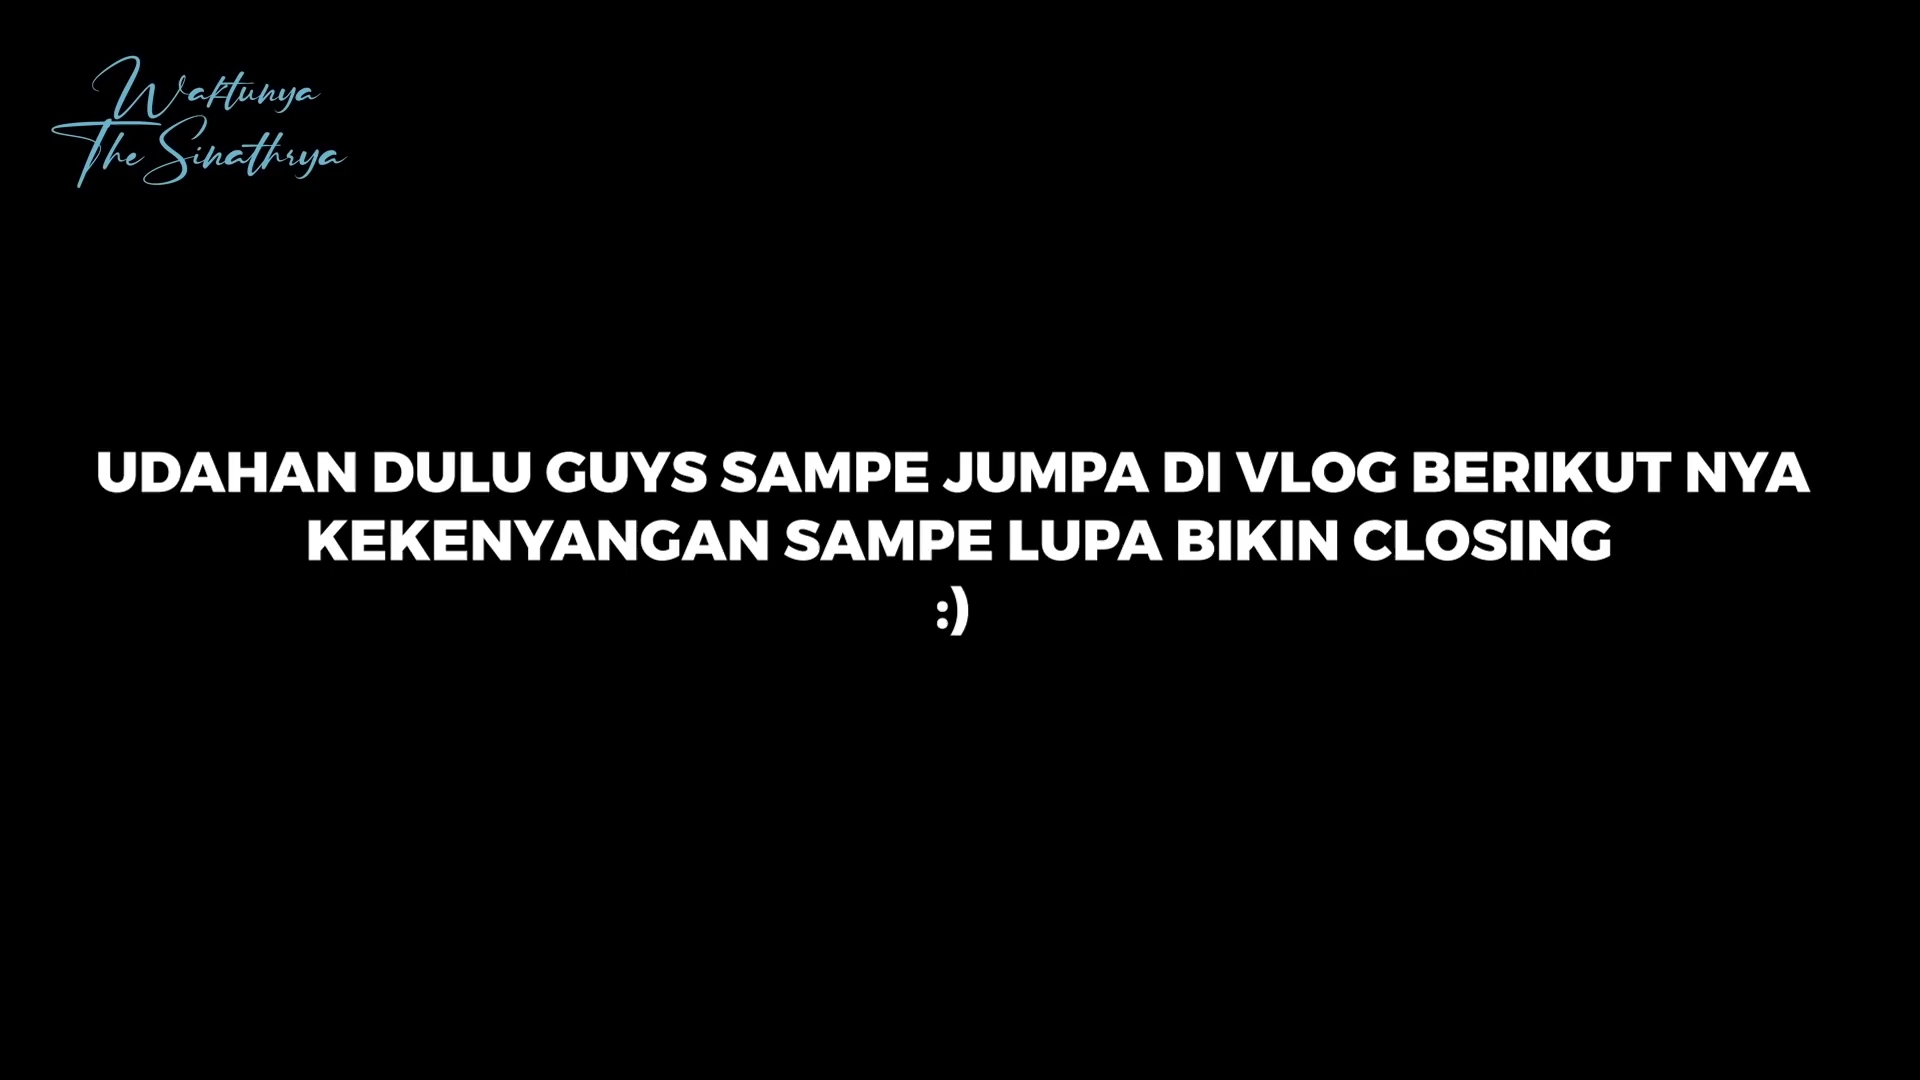 Waktunya
The Sinathrya
UDAHAN DULU GUYS SAMPE JUMPA DI VLOG BERIKUT NYA
KEKENYANGAN SAMPE LUPA BIKIN CLOSING
:)